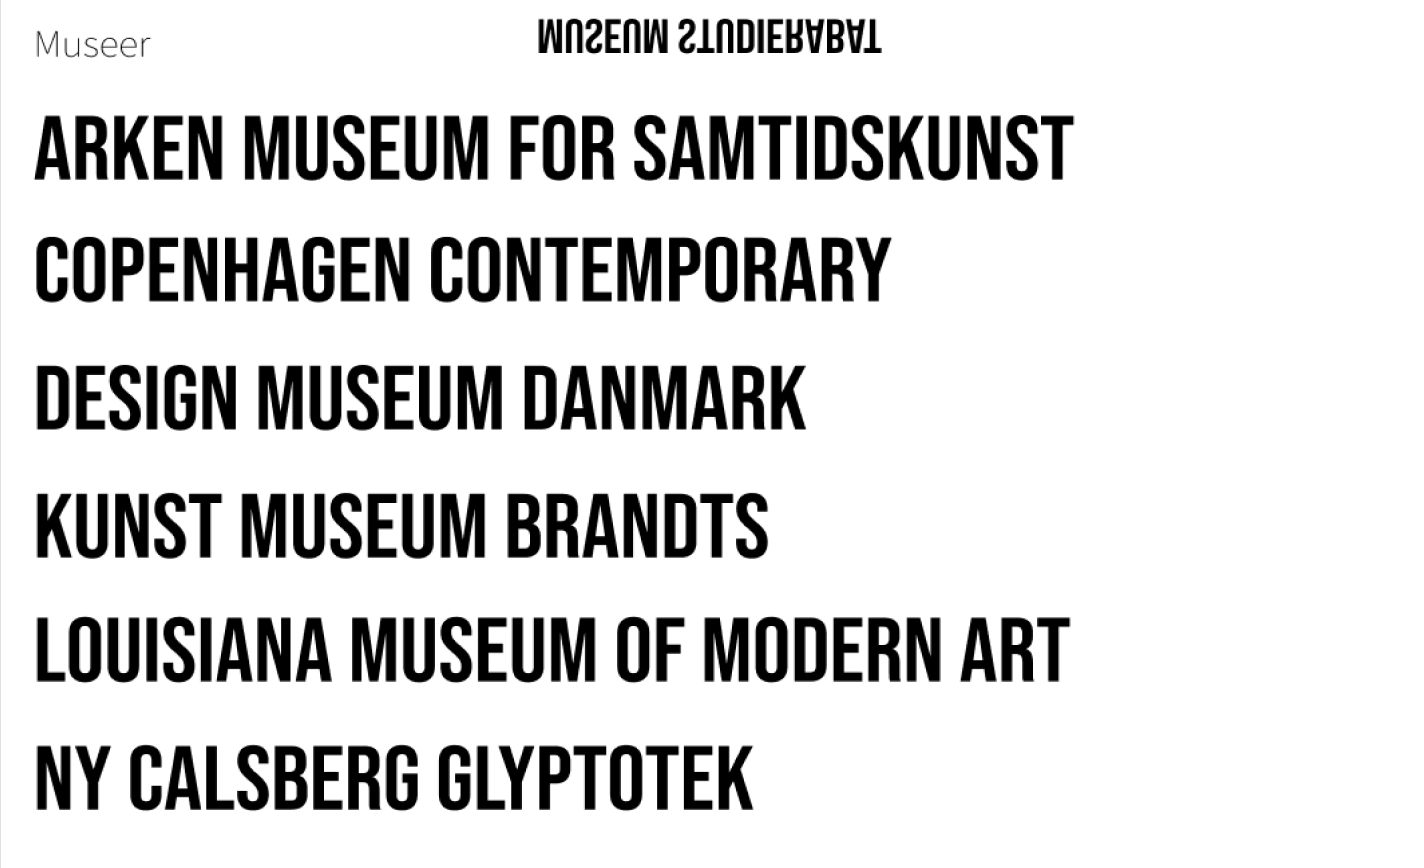 Museer
MUSEUM STUDIERABAT
ARKEN MUSEUM FOR SAMTIDSKUNST
COPENHAGEN CONTEMPORARY
DESIGN MUSEUM DANMARK
KUNST MUSEUM BRANDTS
LOUISIANA MUSEUM OF MODERN ART
NY CALSBERG GLYPTOTEK